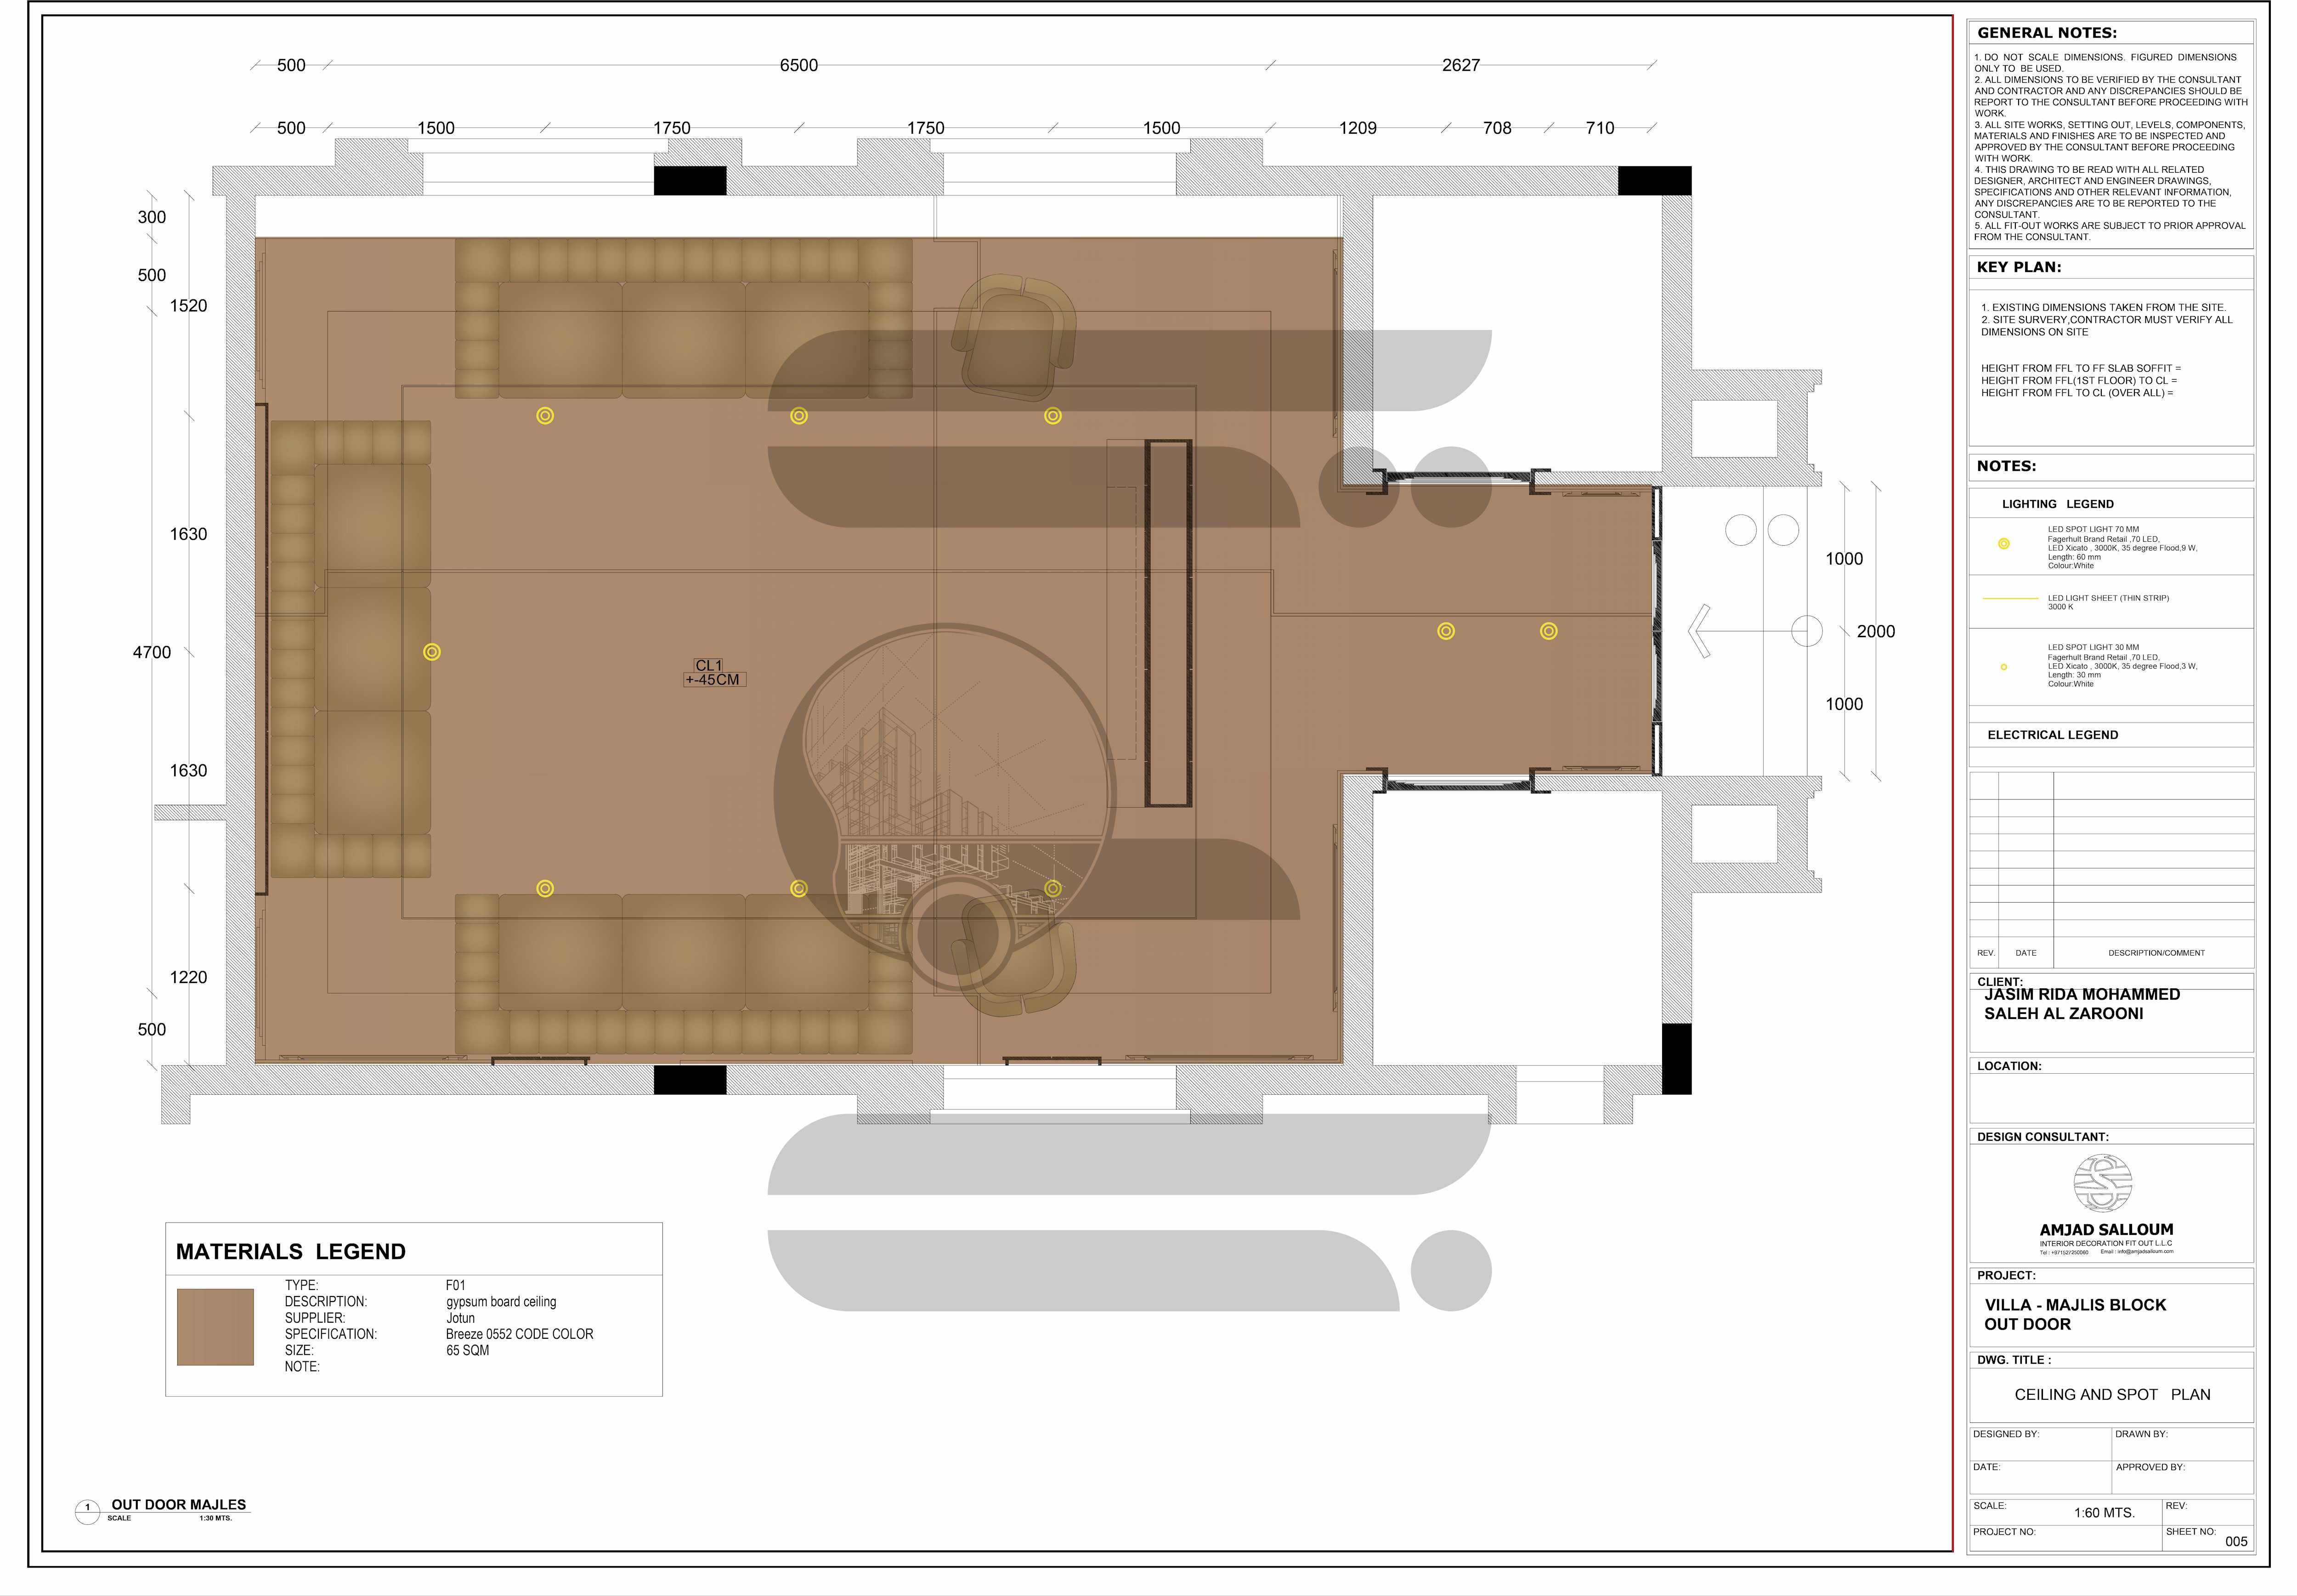 500 6500 2627
500 1500 1750 1750 1500 1209 708 710
300
500
1520
1630
4700
1630
1220
500
1000
2000
1000
CL1
+-45CM
MATERIALS LEGEND
TYPE: F01
DESCRIPTION: gypsum board ceiling
SUPPLIER: Jotun
SPECIFICATION: Breeze 0552 CODE COLOR
SIZE: 65 SQM
NOTE:
1 OUT DOOR MAJLES
SCALE 1:30 MTS.
GENERAL NOTES:
1. DO NOT SCALE DIMENSIONS. FIGURED DIMENSIONS
ONLY TO BE USED.
2. ALL DIMENSIONS TO BE VERIFIED BY THE CONSULTANT
AND CONTRACTOR AND ANY DISCREPANCIES SHOULD BE
REPORT TO THE CONSULTANT BEFORE PROCEEDING WITH
WORK.
3. ALL SITE WORKS, SETTING OUT, LEVELS, COMPONENTS,
MATERIALS AND FINISHES ARE TO BE INSPECTED AND
APPROVED BY THE CONSULTANT BEFORE PROCEEDING
WITH WORK.
4. THIS DRAWING TO BE READ WITH ALL RELATED
DESIGNER, ARCHITECT AND ENGINEER DRAWINGS,
SPECIFICATIONS AND OTHER RELEVANT INFORMATION,
ANY DISCREPANCIES ARE TO BE REPORTED TO THE
CONSULTANT.
5. ALL FIT-OUT WORKS ARE SUBJECT TO PRIOR APPROVAL
FROM THE CONSULTANT.
KEY PLAN:
1. EXISTING DIMENSIONS TAKEN FROM THE SITE.
2. SITE SURVERY,CONTRACTOR MUST VERIFY ALL
DIMENSIONS ON SITE
HEIGHT FROM FFL TO FF SLAB SOFFIT =
HEIGHT FROM FFL(1ST FLOOR) TO CL =
HEIGHT FROM FFL TO CL (OVER ALL) =
NOTES:
LIGHTING LEGEND
LED SPOT LIGHT 70 MM
Fagerhult Brand Retail ,70 LED,
LED Xicato , 3000K, 35 degree Flood,9 W,
Length: 60 mm
Colour:White
LED LIGHT SHEET (THIN STRIP)
3000 K
LED SPOT LIGHT 30 MM
Fagerhult Brand Retail ,70 LED,
LED Xicato , 3000K, 35 degree Flood,3 W,
Length: 30 mm
Colour:White
ELECTRICAL LEGEND
REV. DATE DESCRIPTION/COMMENT
CLIENT:
JASIM RIDA MOHAMMED
SALEH AL ZAROONI
LOCATION:
DESIGN CONSULTANT:
AMJAD SALLOUM
INTERIOR DECORATION FIT OUT L.L.C
Tel : +971527250080 Email : info@amjadsalloum.com
PROJECT:
VILLA - MAJLIS BLOCK
OUT DOOR
DWG. TITLE :
CEILING AND SPOT PLAN
DESIGNED BY: DRAWN BY:
DATE: APPROVED BY:
SCALE: 1:60 MTS. REV:
PROJECT NO: SHEET NO: 005